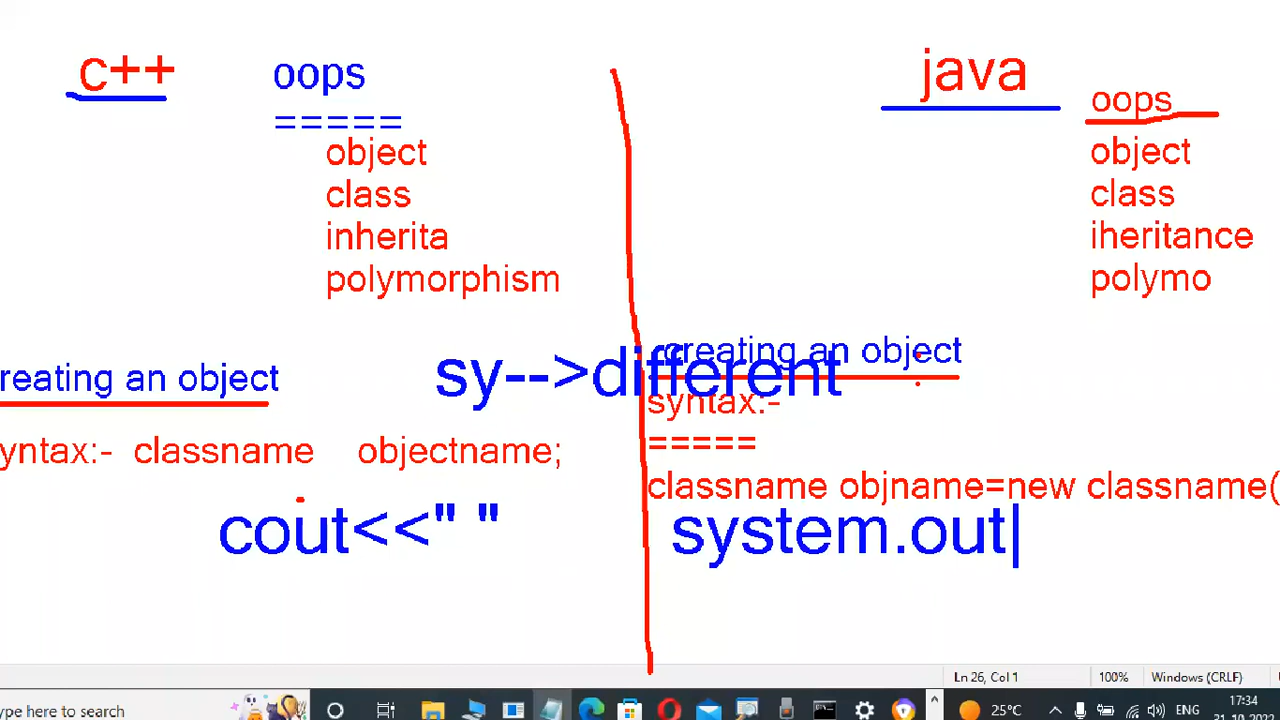 c++ oops
=====
object
class
inherita
polymorphism
reating an object
yntax:- classname objectname;
cout<<" "
sy-->different
java
oops
object
class
iheritance
polymo
creating an object
syntax:-
=====
classname objname=new classname(
system.out
Ln 26, Col 1 100% Windows (CRLF)
ype here to search
25°C ENG 17:34